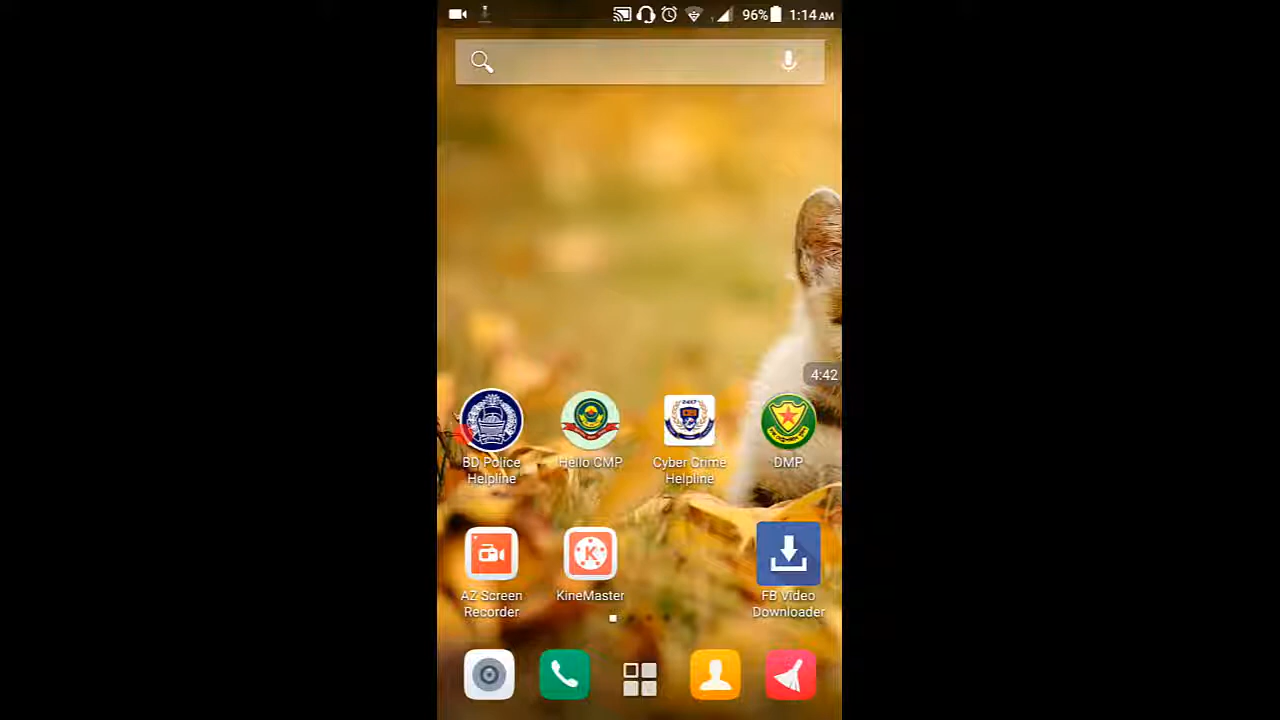 96% 1:14 AM
4:42
BD Police
Helpline
Hello CMP
Cyber Crime
Helpline
DMP
AZ Screen
Recorder
KineMaster
FB Video
Downloader